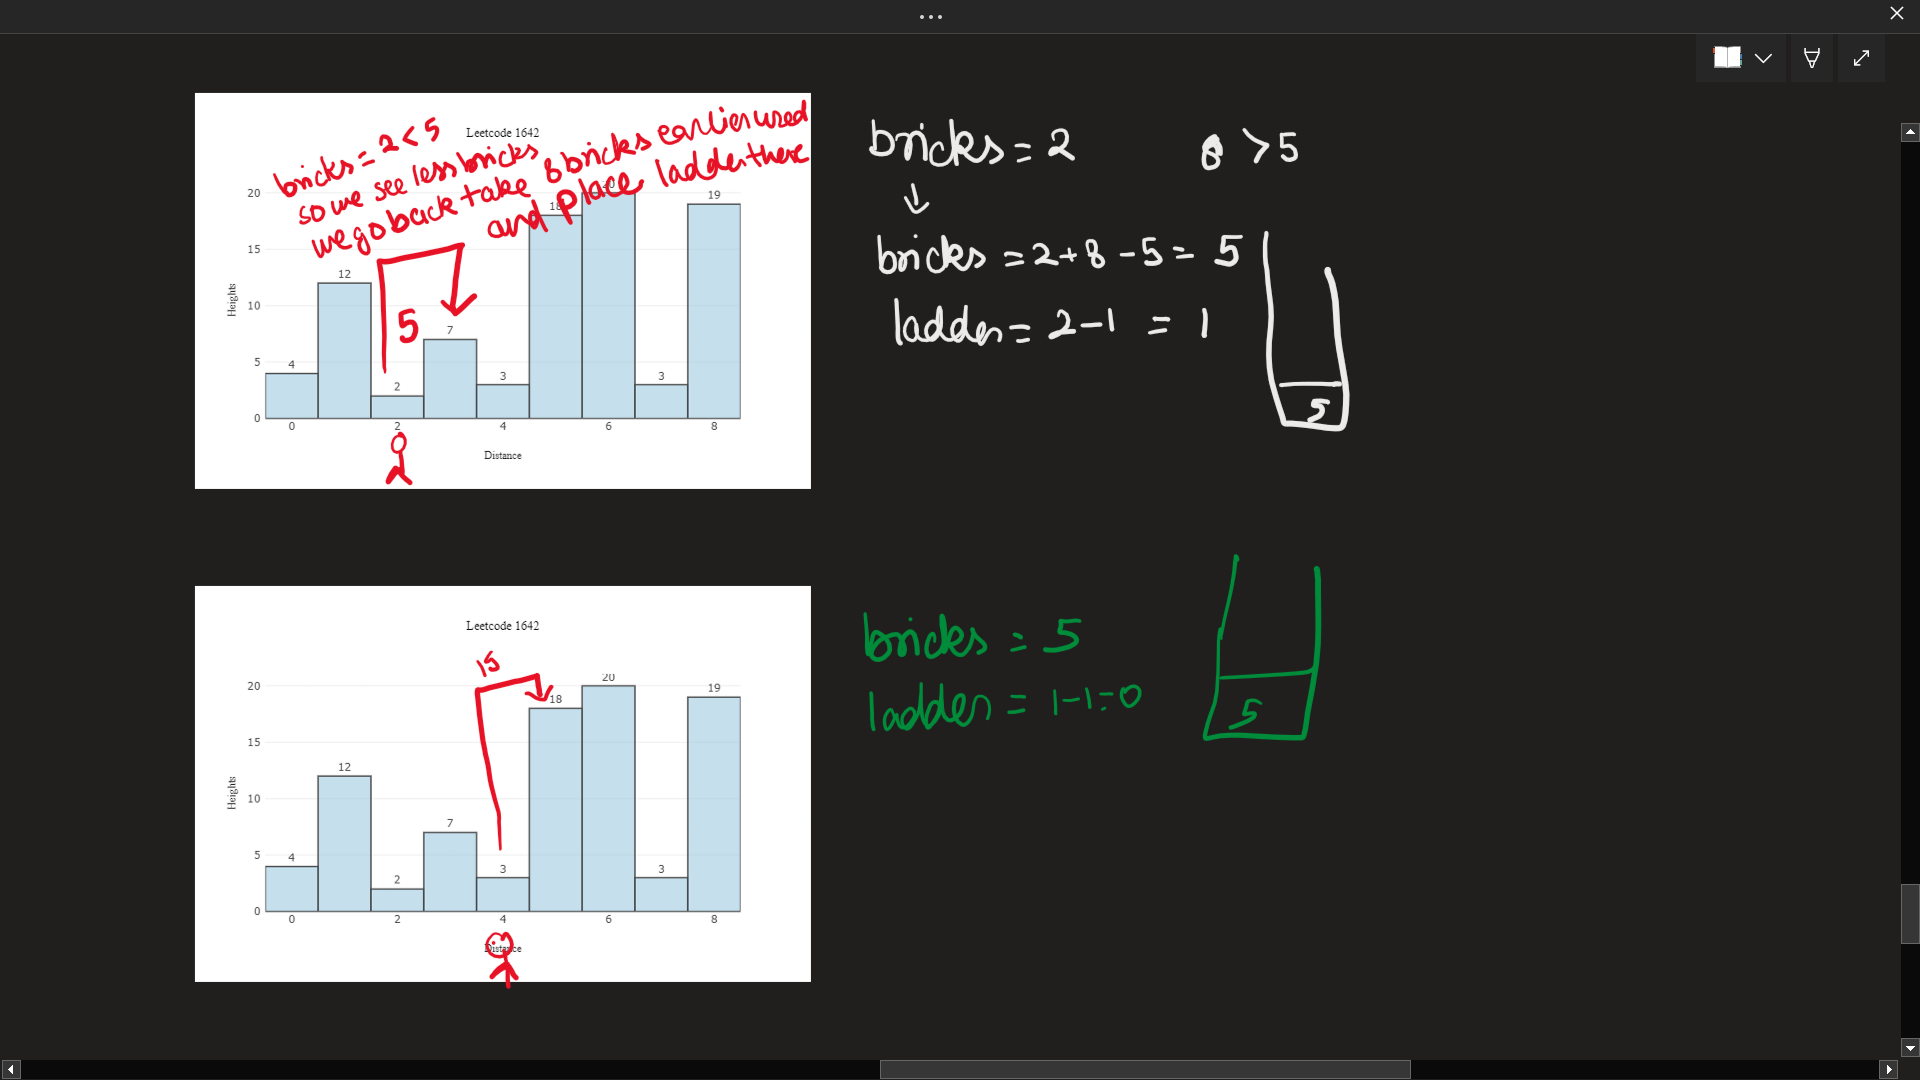 Leetcode 1642
bricks = 2 < 5
so we see less bricks
we go back take 8 bricks earlier used
and place ladder there
20
15
10
5
0
Heights
4
12
2
7
3
18
20
3
19
5
0
2
4
6
8
Distance
bricks = 2
8 > 5
↓
bricks = 2+8-5 = 5
ladder = 2-1 = 1
5
Leetcode 1642
15
20
15
10
5
0
Heights
4
12
2
7
3
18
20
3
19
0
2
4
6
8
Distance
bricks = 5
ladder = 1-1=0
5